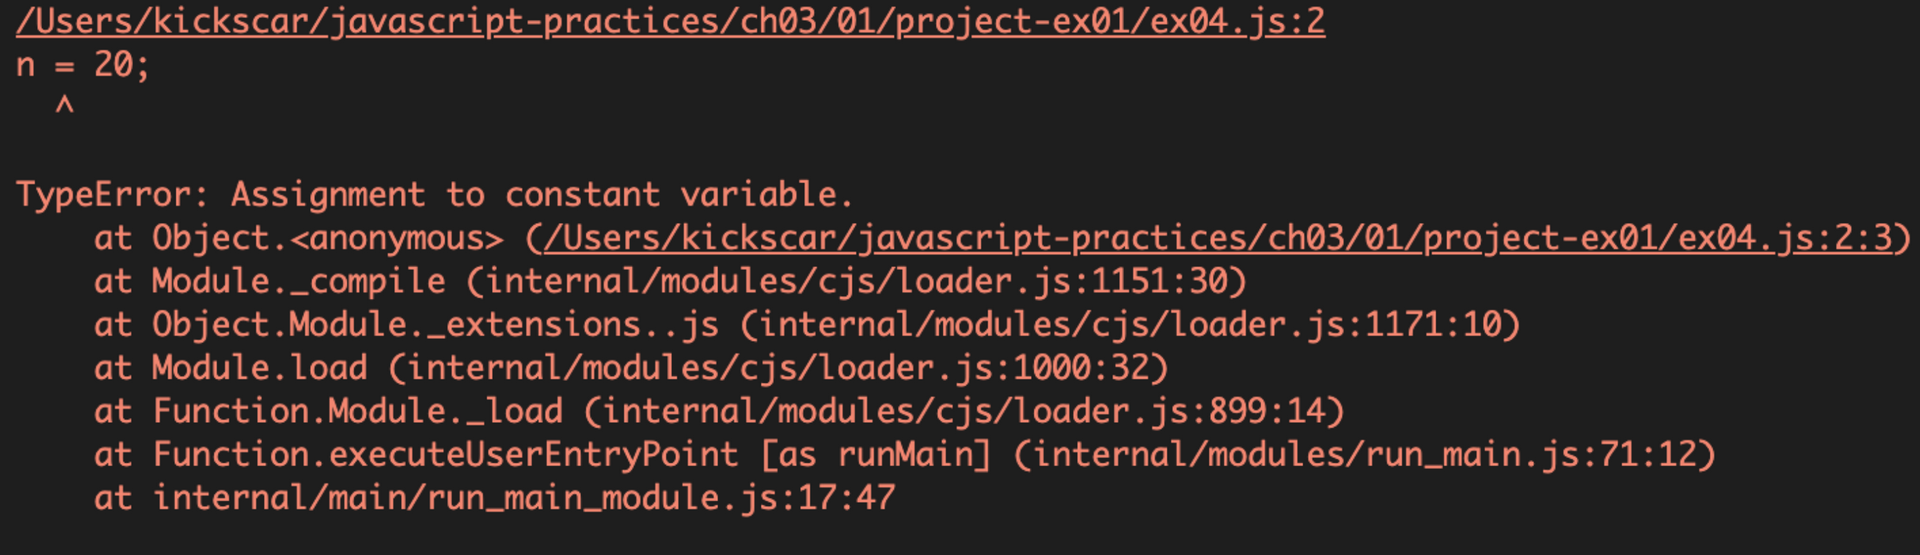 /Users/kickscar/javascript-practices/ch03/01/project-ex01/ex04.js:2
n = 20;
  ^
TypeError: Assignment to constant variable.
    at Object.<anonymous> (/Users/kickscar/javascript-practices/ch03/01/project-ex01/ex04.js:2:3)
    at Module._compile (internal/modules/cjs/loader.js:1151:30)
    at Object.Module._extensions..js (internal/modules/cjs/loader.js:1171:10)
    at Module.load (internal/modules/cjs/loader.js:1000:32)
    at Function.Module._load (internal/modules/cjs/loader.js:899:14)
    at Function.executeUserEntryPoint [as runMain] (internal/modules/run_main.js:71:12)
    at internal/main/run_main_module.js:17:47